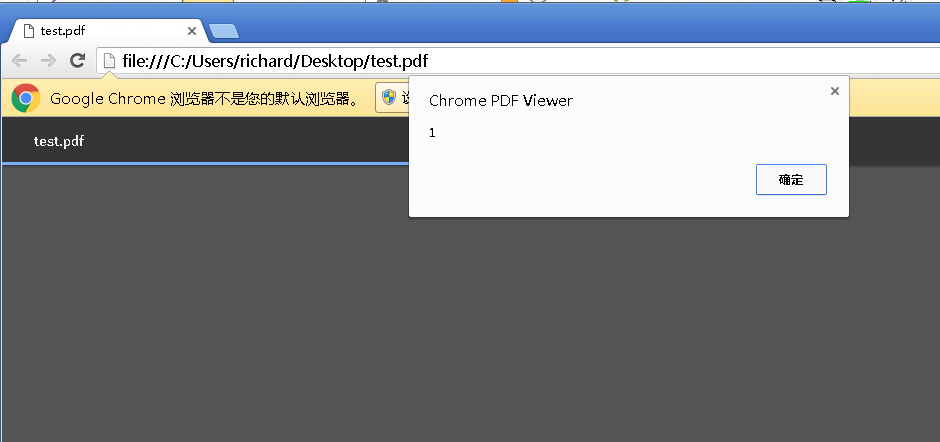 test.pdf
file:///C:/Users/richard/Desktop/test.pdf
Google Chrome 浏览器不是您的默认浏览器。
test.pdf
Chrome PDF Viewer
1
确定